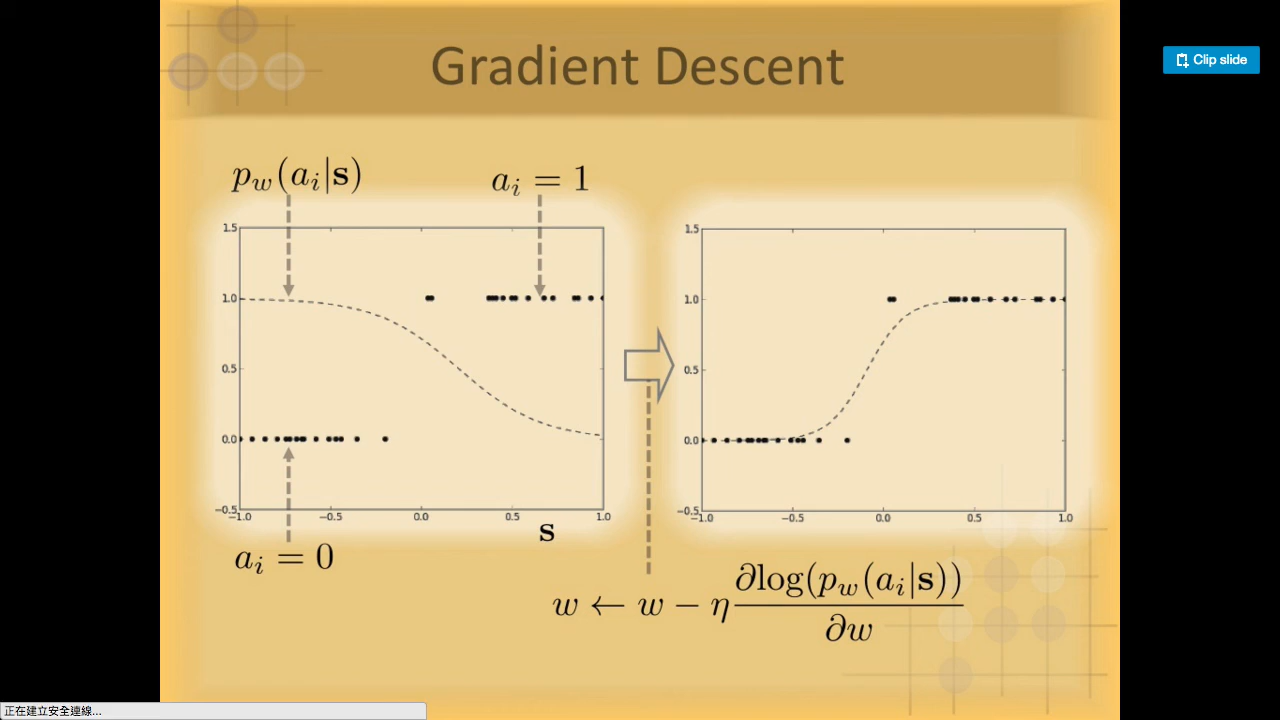 Gradient Descent
Clip slide
p_w(a_i|s)
a_i = 1
1.5
1.0
0.5
0.0
−0.5
−1.0 −0.5 0.0 0.5 1.0
s
a_i = 0
1.5
1.0
0.5
0.0
−0.5
−1.0 −0.5 0.0 0.5 1.0
w ← w − η ∂log(p_w(a_i|s)) / ∂w
正在建立安全連線...